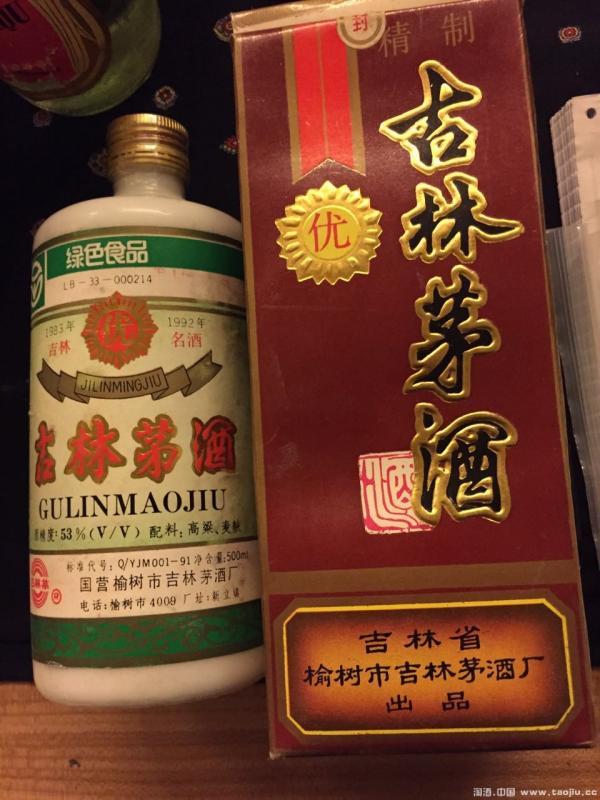 绿色食品
LB-33-000214
1983年 优 1992年
吉林 名酒
JILINMINGJIU
古林茅酒
GULINMAOJIU
酒精度:53%(V/V) 配料:高粱、麦麸
标准代号:Q/YJM001-91 净含量:500ml
国营榆树市吉林茅酒厂
电话:榆树市4009 厂址:新立镇
封
精制
优
古林茅酒
酒
吉林省
榆树市吉林茅酒厂
出品
淘酒.中国 www.taojiu.cc